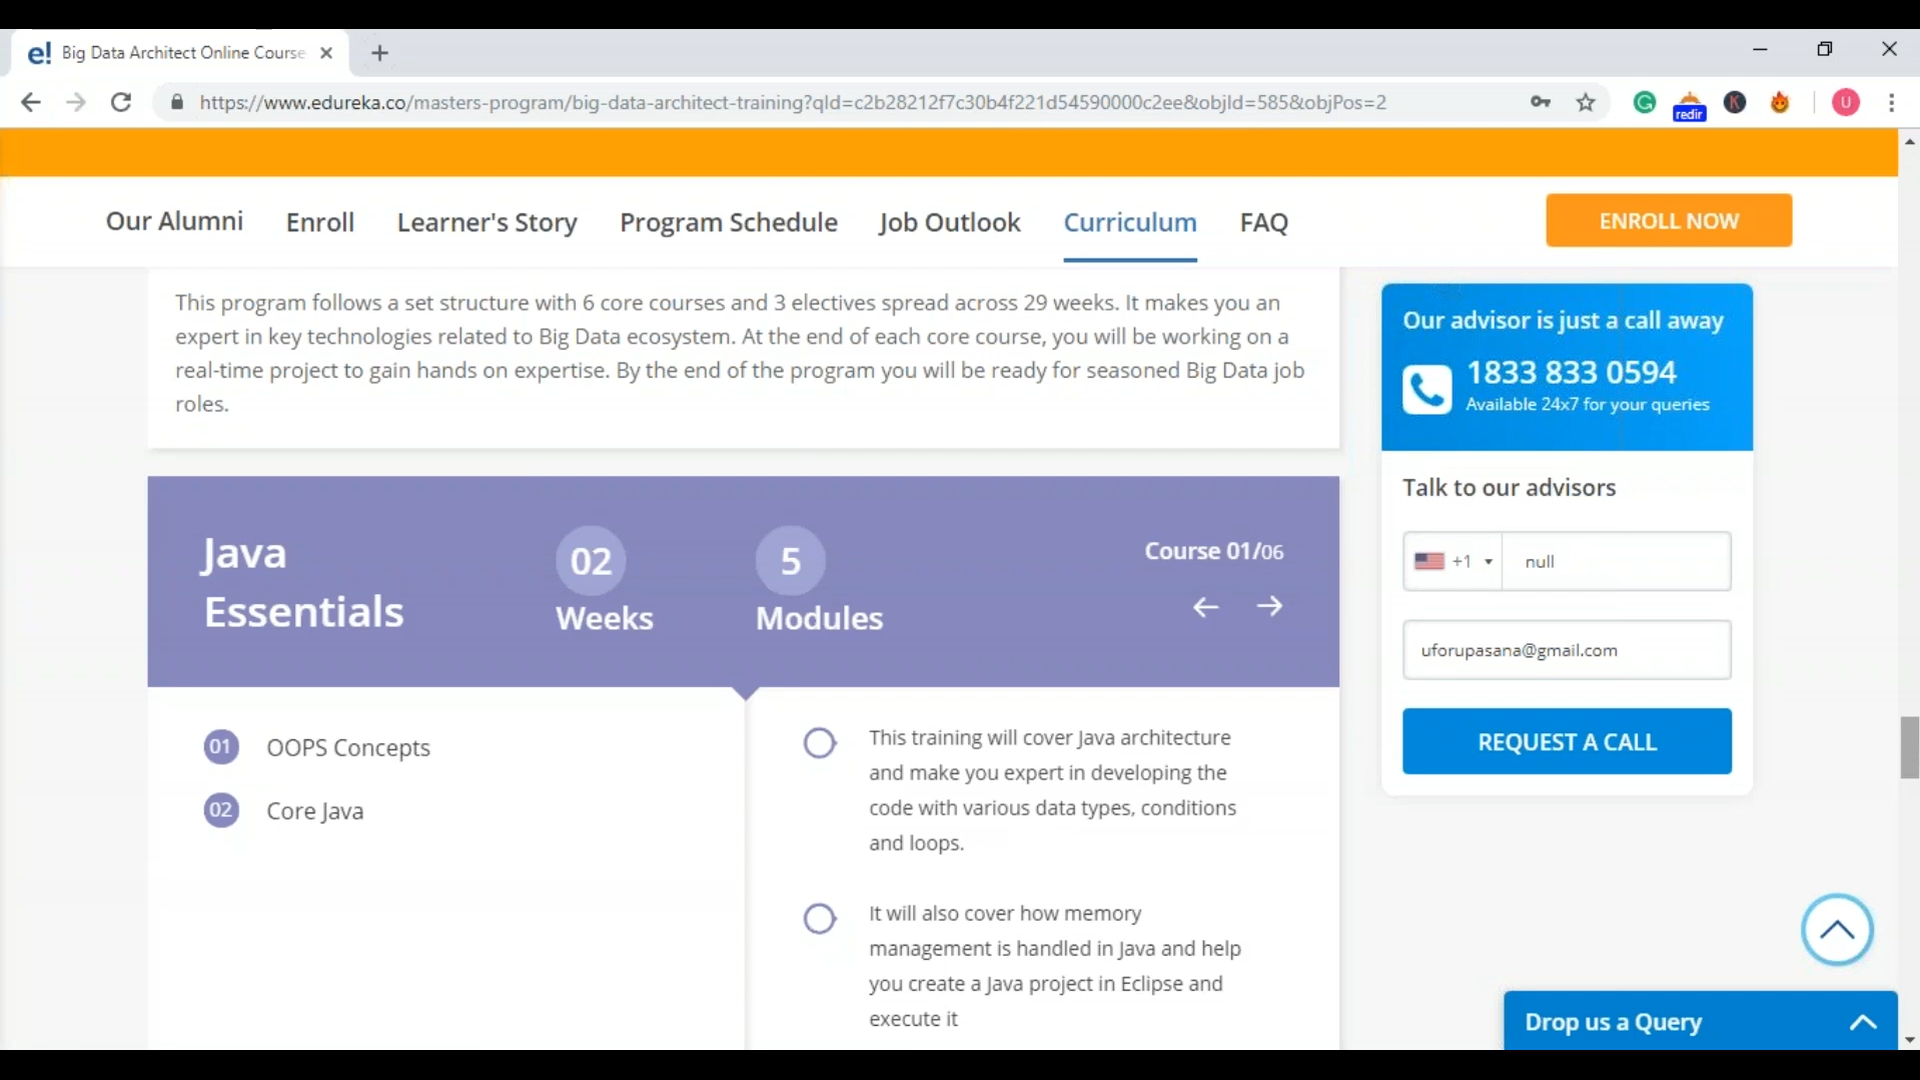 e! Big Data Architect Online Course
https://www.edureka.co/masters-program/big-data-architect-training?qId=c2b28212f7c30b4f221d54590000c2ee&objId=585&objPos=2
redir
K
U
Our Alumni Enroll Learner's Story Program Schedule Job Outlook Curriculum FAQ ENROLL NOW
This program follows a set structure with 6 core courses and 3 electives spread across 29 weeks. It makes you an
expert in key technologies related to Big Data ecosystem. At the end of each core course, you will be working on a
real-time project to gain hands on expertise. By the end of the program you will be ready for seasoned Big Data job
roles.
Java
Essentials
02
Weeks
5
Modules
Course 01/06
01 OOPS Concepts
02 Core Java
This training will cover Java architecture
and make you expert in developing the
code with various data types, conditions
and loops.
It will also cover how memory
management is handled in Java and help
you create a Java project in Eclipse and
execute it
Our advisor is just a call away
1833 833 0594
Available 24x7 for your queries
Talk to our advisors
+1 null
uforupasana@gmail.com
REQUEST A CALL
Drop us a Query